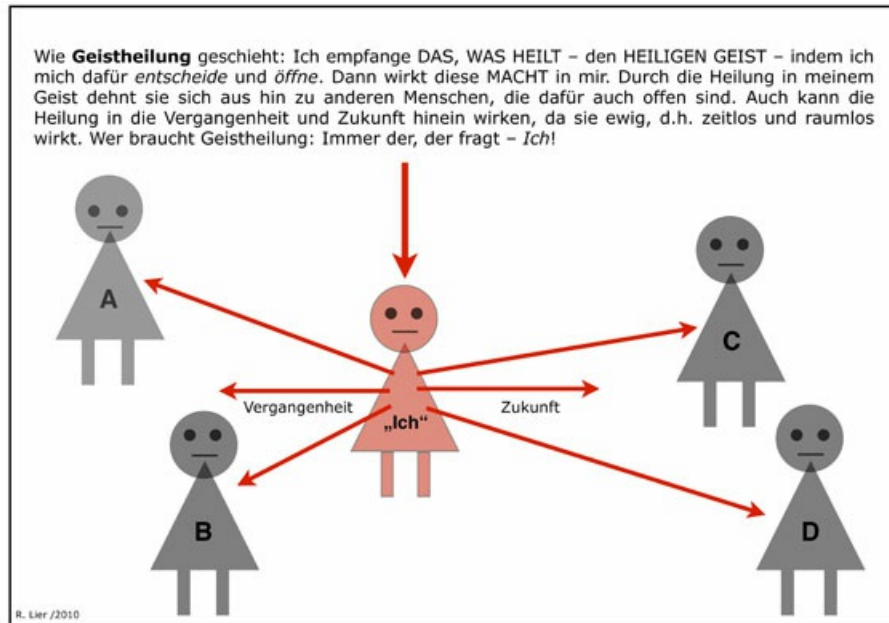 Wie Geistheilung geschieht: Ich empfange DAS, WAS HEILT – den HEILIGEN GEIST – indem ich
mich dafür entscheide und öffne. Dann wirkt diese MACHT in mir. Durch die Heilung in meinem
Geist dehnt sie sich aus hin zu anderen Menschen, die dafür auch offen sind. Auch kann die
Heilung in die Vergangenheit und Zukunft hinein wirken, da sie ewig, d.h. zeitlos und raumlos
wirkt. Wer braucht Geistheilung: Immer der, der fragt – Ich!
A
C
Vergangenheit
Zukunft
„Ich“
B
D
R. Lier /2010